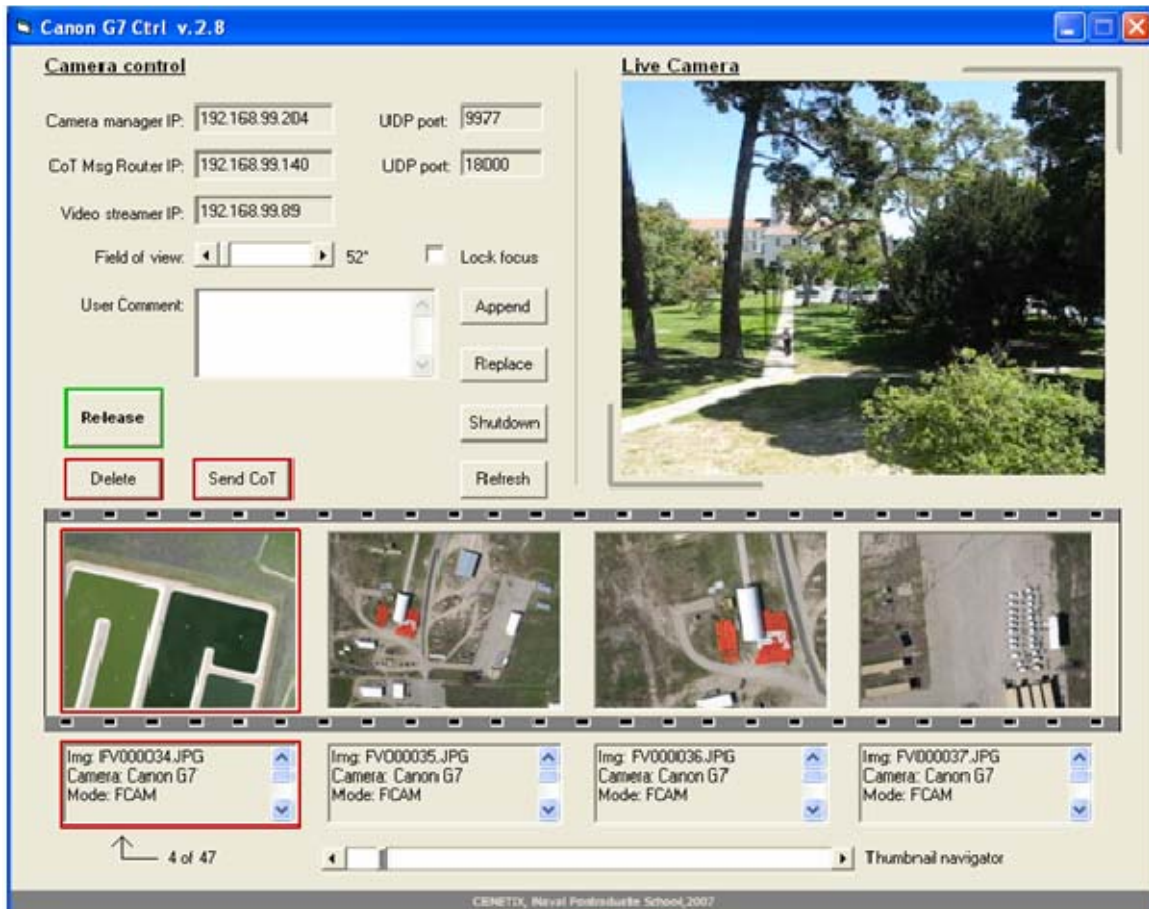 Canon G7 Ctrl v.2.8
Camera control
Camera manager IP: 192.168.99.204 UDP port: 9977
CoT Msg Router IP: 192.168.99.140 UDP port: 18000
Video streamer IP: 192.168.99.89
Field of view: 52° Lock focus
User Comment: Append
Replace
Release
Shutdown
Delete Send CoT Refresh
Live Camera
Img: FV000034.JPG
Camera: Canon G7
Mode: FCAM
Img: FV000035.JPG
Camera: Canon G7
Mode: FCAM
Img: FV000036.JPG
Camera: Canon G7
Mode: FCAM
Img: FV000037.JPG
Camera: Canon G7
Mode: FCAM
4 of 47 Thumbnail navigator
CENETIX, Naval Postgraduate School,2007